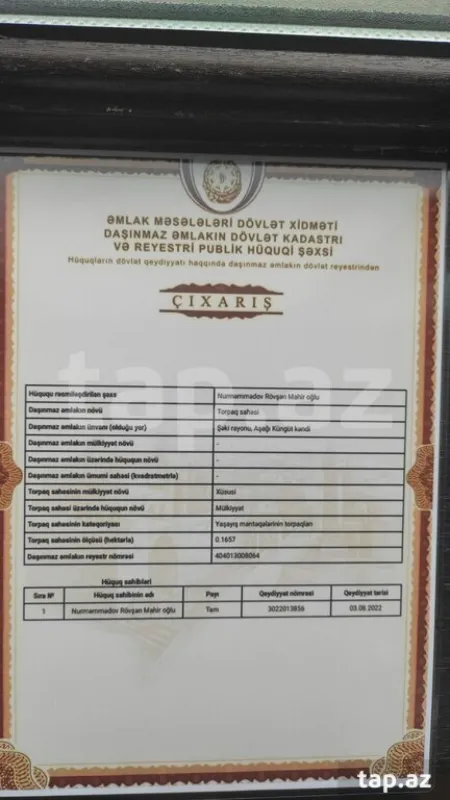 ƏMLAK MƏSƏLƏLƏRİ DÖVLƏT XİDMƏTİ
DAŞINMAZ ƏMLAKIN DÖVLƏT KADASTRI
VƏ REYESTRİ PUBLİK HÜQUQİ ŞƏXSİ
Hüquqların dövlət qeydiyyatı haqqında daşınmaz əmlakın dövlət reyestrindən
ÇIXARIŞ
Hüququ rəsmiləşdirilən şəxs Nurməmmədov Rövşən Mahir oğlu
Daşınmaz əmlakın növü Torpaq sahəsi
Daşınmaz əmlakın ünvanı (olduğu yer) Şəki rayonu, Aşağı Küngüt kəndi
Daşınmaz əmlakın mülkiyyət növü -
Daşınmaz əmlakın üzərində hüququn növü -
Daşınmaz əmlakın ümumi sahəsi (kvadratmetrlə) -
Torpaq sahəsinin mülkiyyət növü Xüsusi
Torpaq sahəsi üzərində hüququn növü Mülkiyyət
Torpaq sahəsinin kateqoriyası Yaşayış məntəqələrinin torpaqları
Torpaq sahəsinin ölçüsü (hektarla) 0.1657
Daşınmaz əmlakın reyestr nömrəsi 404013008064
Hüquq sahibləri
Sıra № Hüquq sahibinin adı Payı Qeydiyyat nömrəsi Qeydiyyat tarixi
1 Nurməmmədov Rövşən Mahir oğlu Tam 3022013856 03.08.2022
tap.az
tap.az